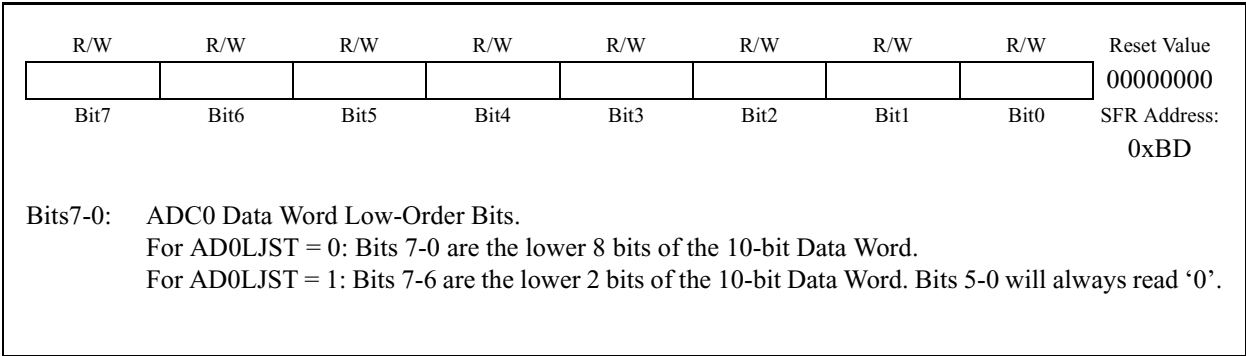 R/W R/W R/W R/W R/W R/W R/W R/W Reset Value
00000000
Bit7 Bit6 Bit5 Bit4 Bit3 Bit2 Bit1 Bit0 SFR Address:
0xBD
Bits7-0: ADC0 Data Word Low-Order Bits.
For AD0LJST = 0: Bits 7-0 are the lower 8 bits of the 10-bit Data Word.
For AD0LJST = 1: Bits 7-6 are the lower 2 bits of the 10-bit Data Word. Bits 5-0 will always read ‘0’.